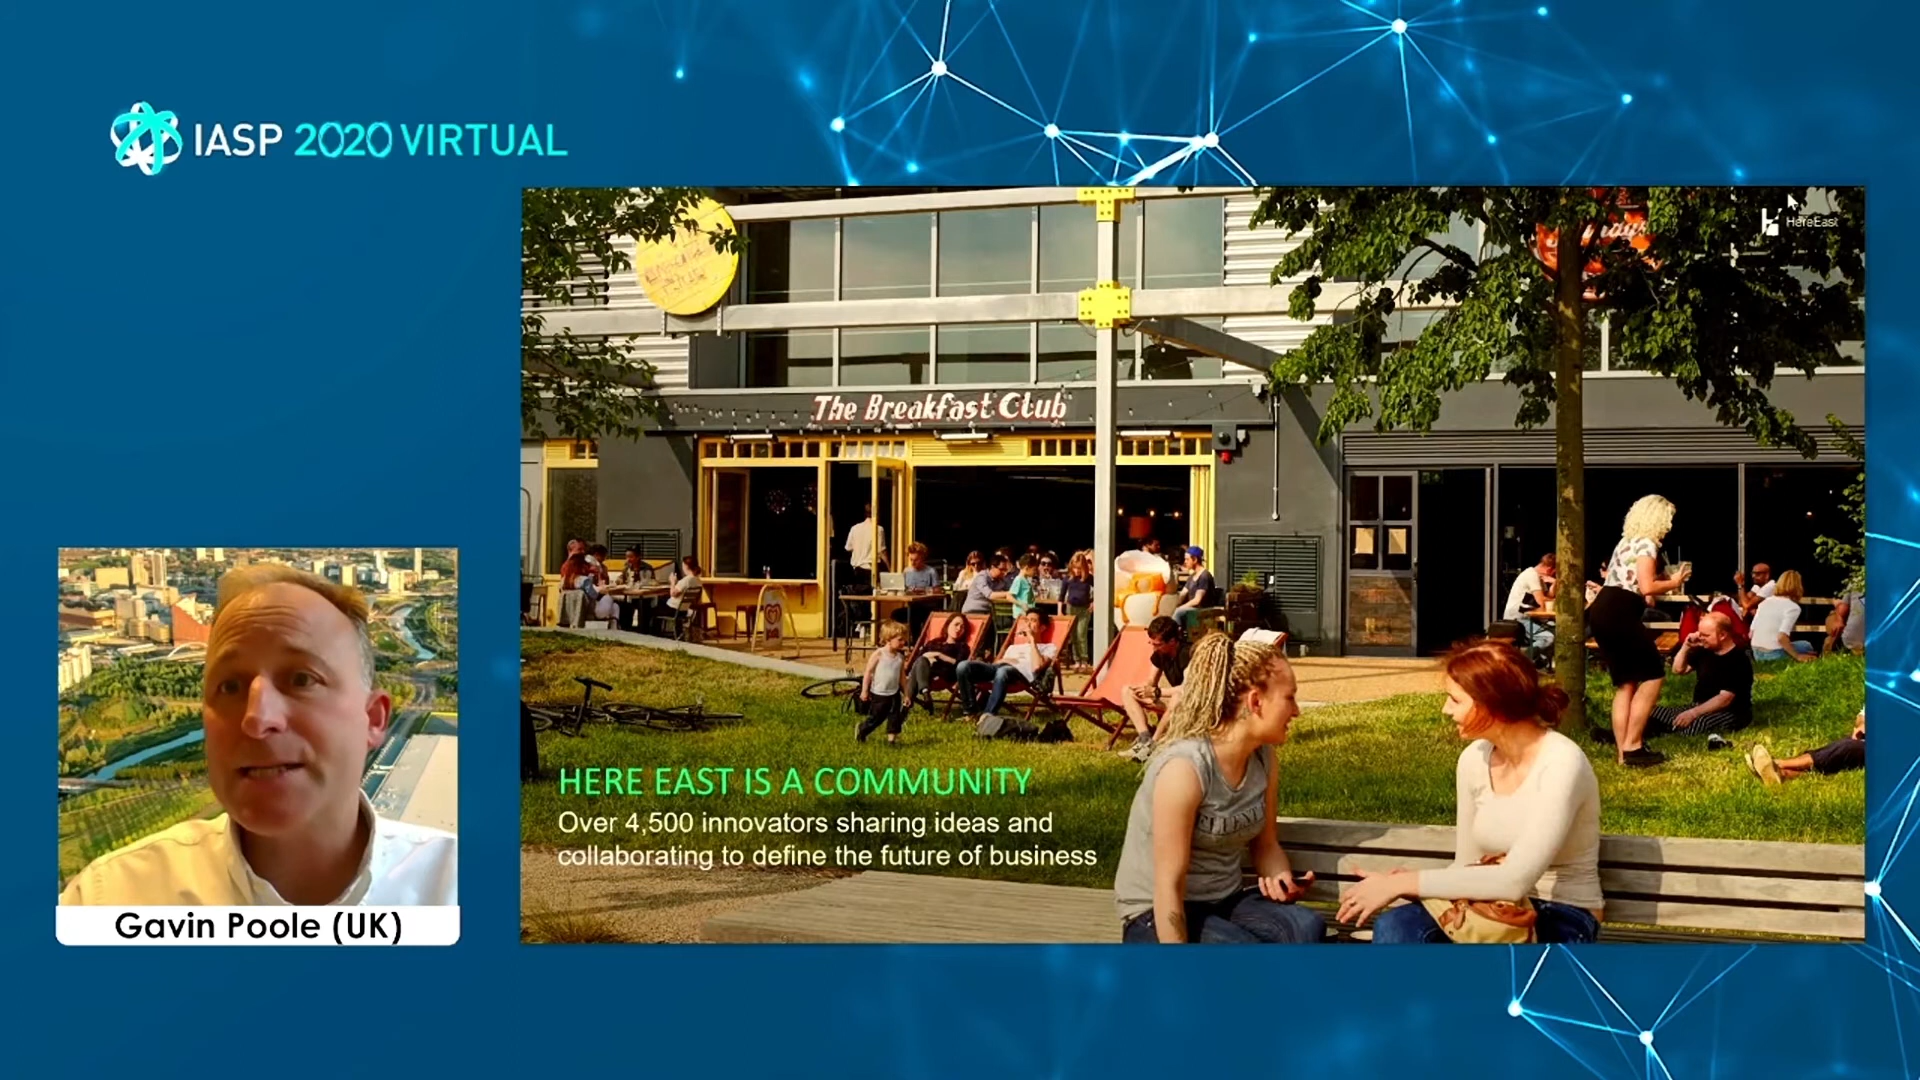 IASP 2020 VIRTUAL
HereEast
The Breakfast Club
HERE EAST IS A COMMUNITY
Over 4,500 innovators sharing ideas and
collaborating to define the future of business
Gavin Poole (UK)